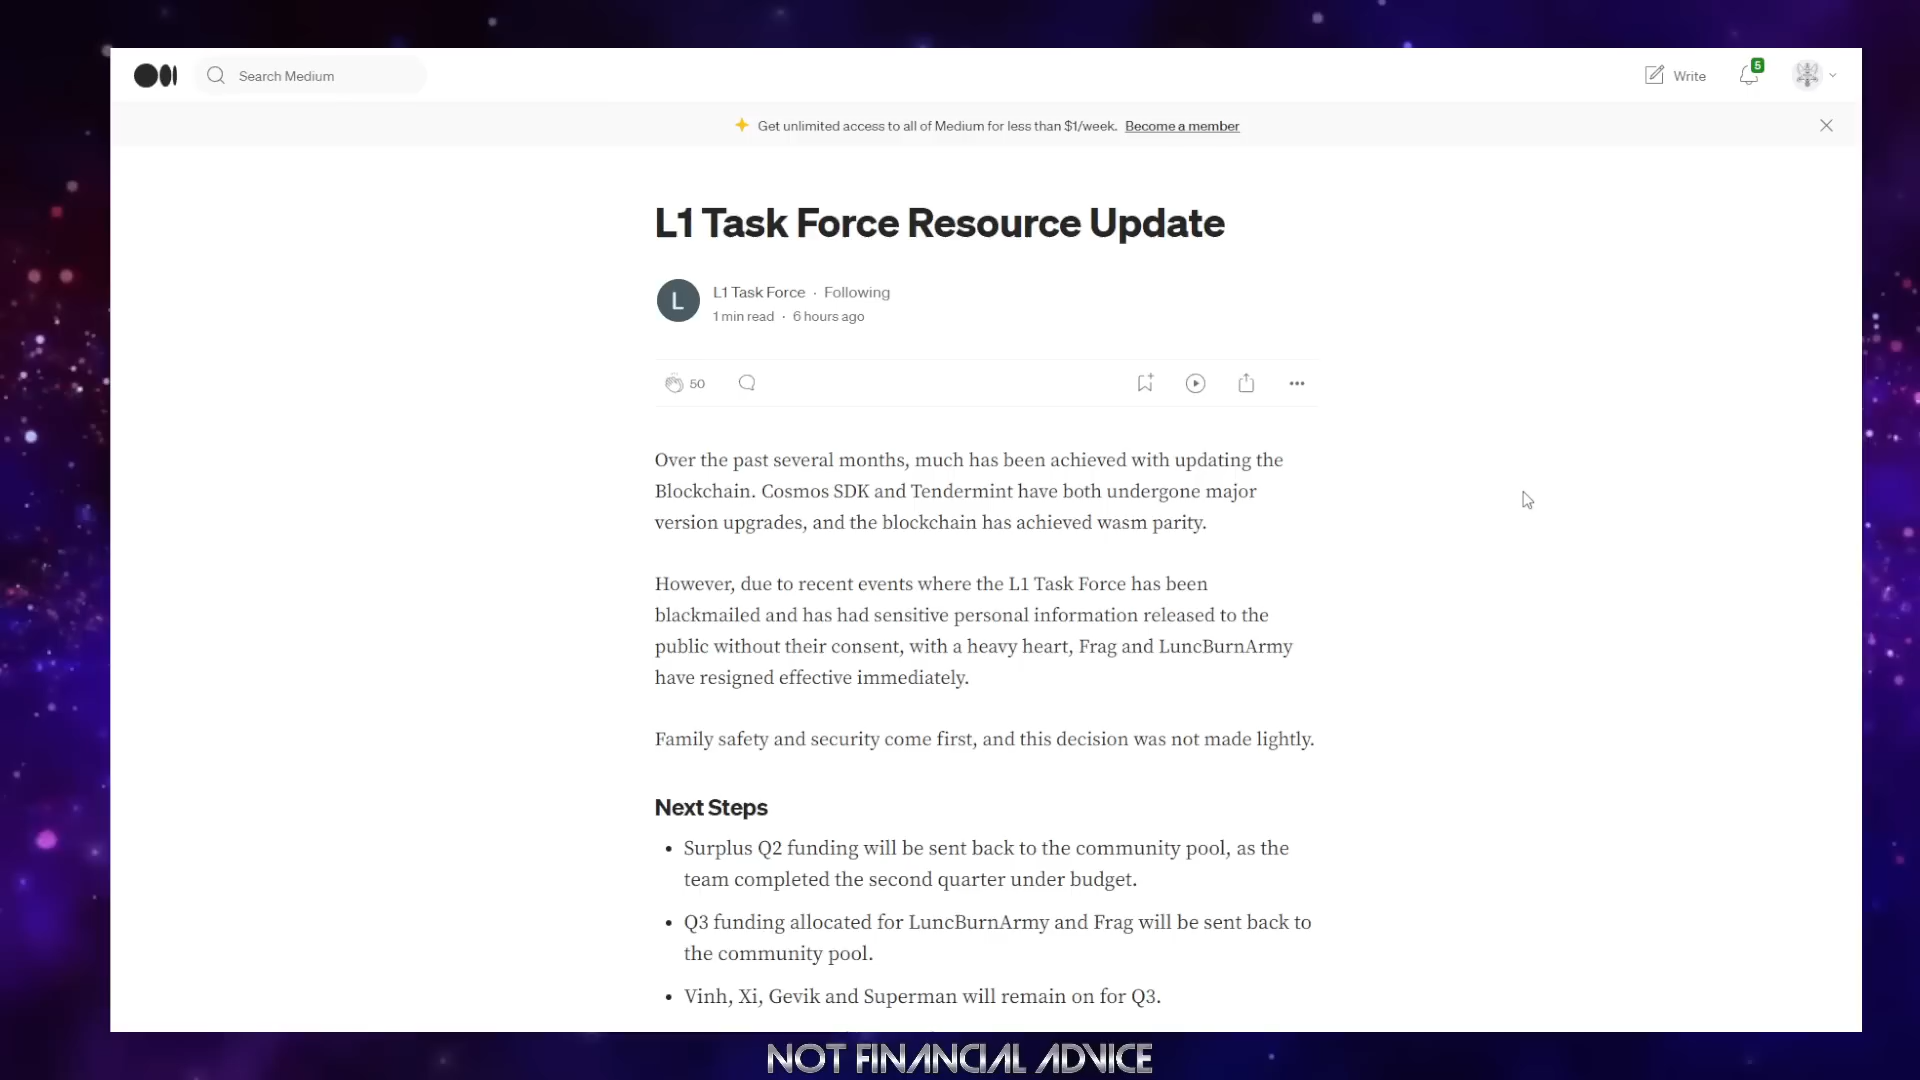 Search Medium
Write
5
Get unlimited access to all of Medium for less than $1/week. Become a member
L1 Task Force Resource Update
L
L1 Task Force · Following
1 min read · 6 hours ago
50
Over the past several months, much has been achieved with updating the
Blockchain. Cosmos SDK and Tendermint have both undergone major
version upgrades, and the blockchain has achieved wasm parity.
However, due to recent events where the L1 Task Force has been
blackmailed and has had sensitive personal information released to the
public without their consent, with a heavy heart, Frag and LuncBurnArmy
have resigned effective immediately.
Family safety and security come first, and this decision was not made lightly.
Next Steps
• Surplus Q2 funding will be sent back to the community pool, as the
team completed the second quarter under budget.
• Q3 funding allocated for LuncBurnArmy and Frag will be sent back to
the community pool.
• Vinh, Xi, Gevik and Superman will remain on for Q3.
NOT FINANCIAL ADVICE